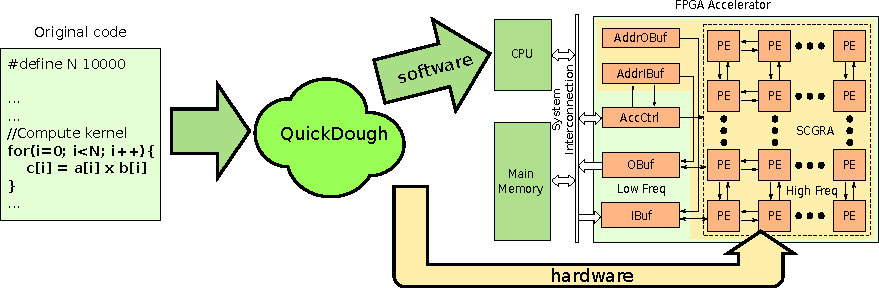 Original code
#define N 10000
...
...
//Compute kernel
for(i=0; i<N; i++){
c[i] = a[i] x b[i]
}
...
QuickDough
software
hardware
CPU
Main
Memory
System
Interconnection
FPGA Accelerator
AddrOBuf
AddrIBuf
AccCtrl
OBuf
Low Freq
IBuf
PE PE PE
PE PE PE
SCGRA
PE PE PE
High Freq
PE PE PE